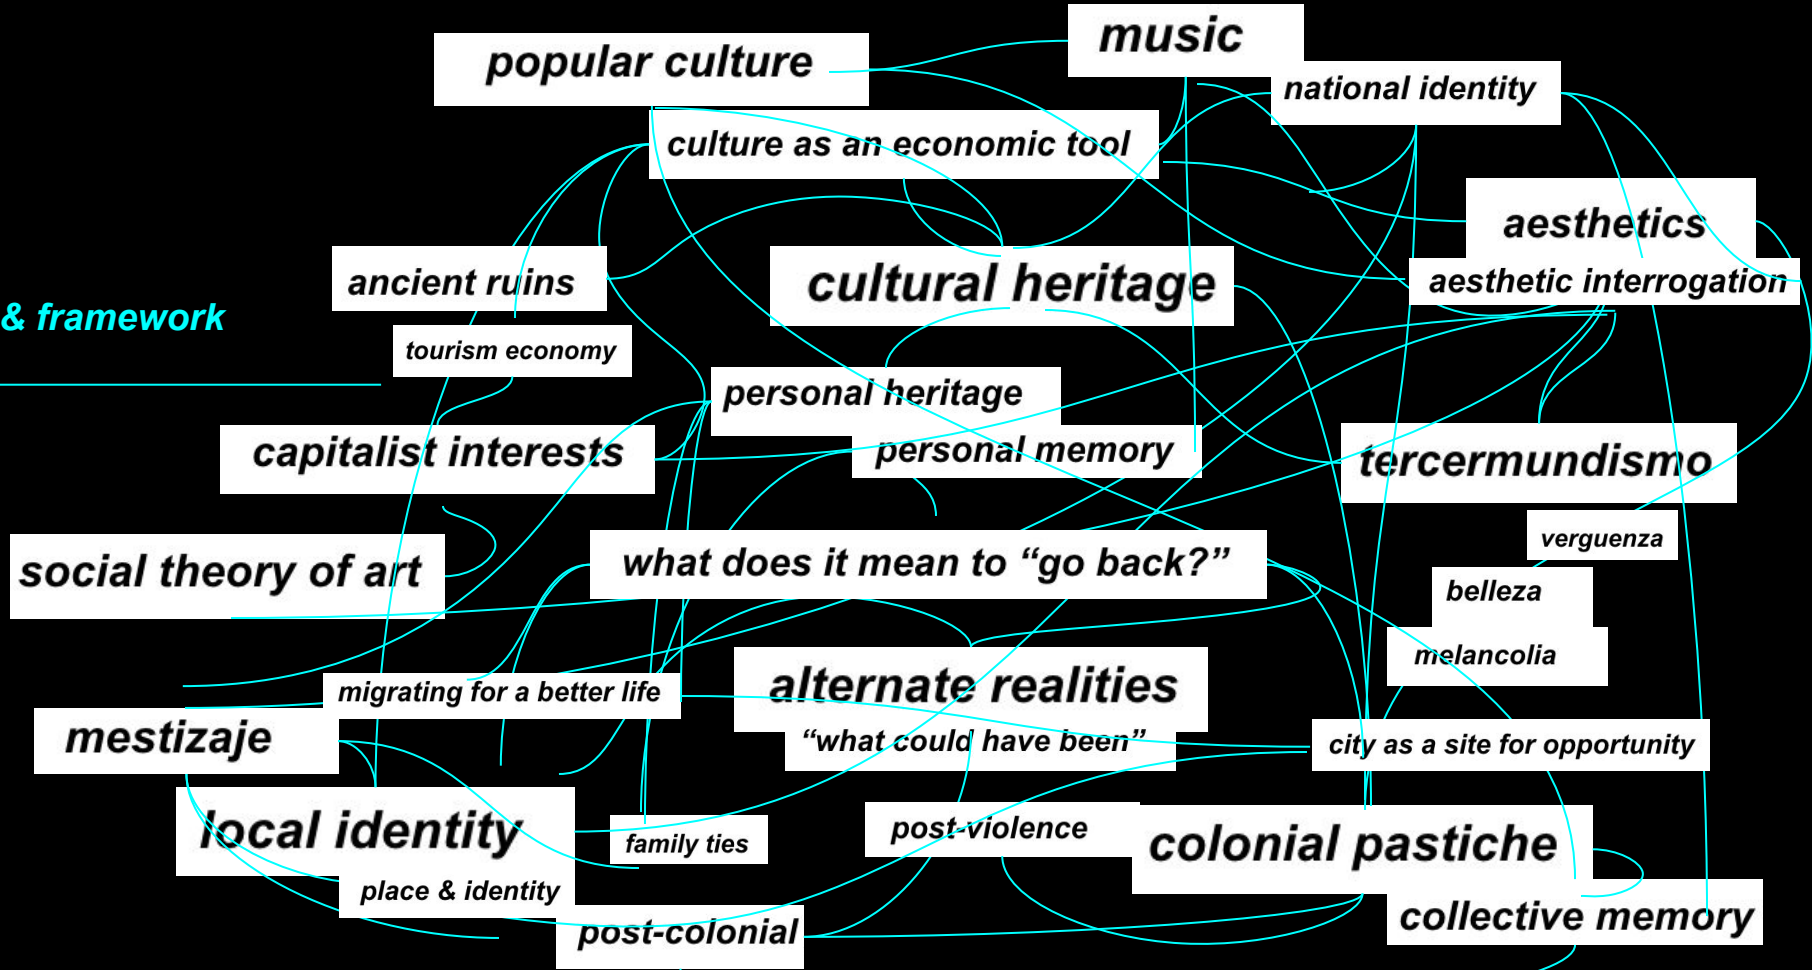 music
popular culture
national identity
culture as an economic tool
aesthetics
ancient ruins
cultural heritage
aesthetic interrogation
& framework
tourism economy
personal heritage
capitalist interests
personal memory
tercermundismo
verguenza
social theory of art
what does it mean to “go back?”
belleza
melancolia
migrating for a better life
alternate realities
mestizaje
“what could have been”
city as a site for opportunity
local identity
family ties
post-violence
colonial pastiche
place & identity
post-colonial
collective memory